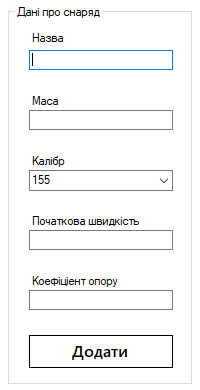 Дані про снаряд
Назва
Маса
Калібр
155
Початкова швидкість
Коефіцієнт опору
Додати